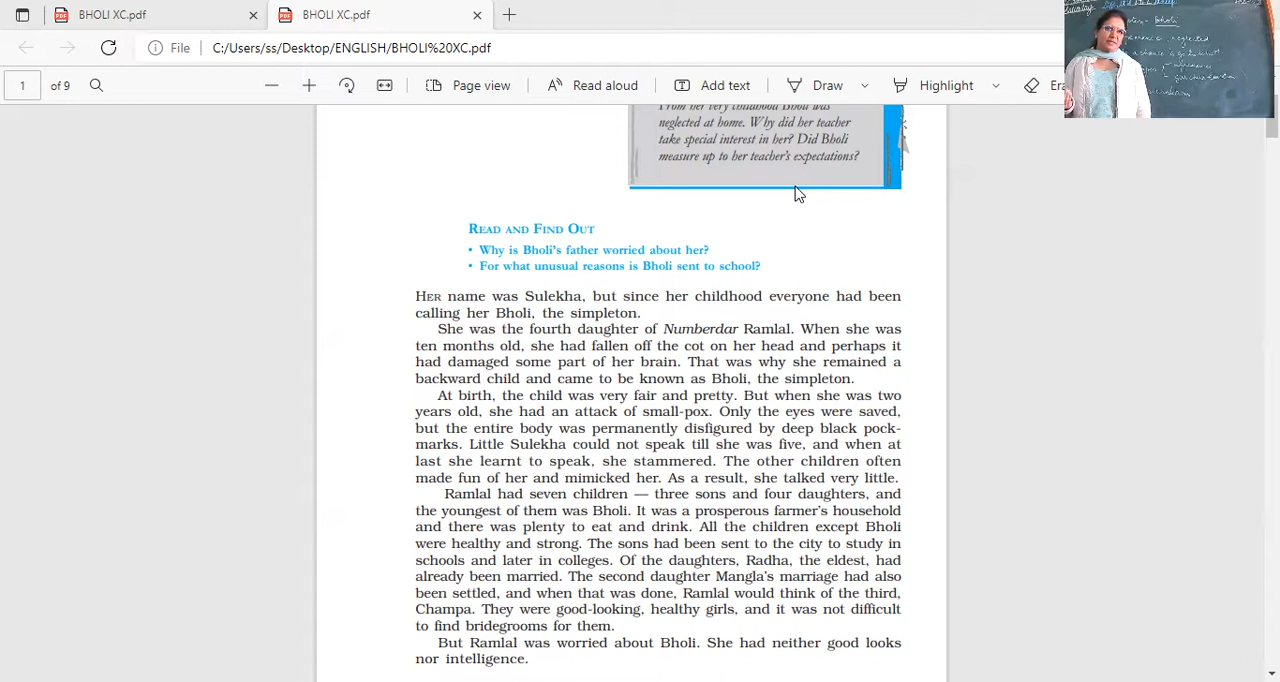 BHOLI XC.pdf
BHOLI XC.pdf
File C:/Users/ss/Desktop/ENGLISH/BHOLI%20XC.pdf
1 of 9 Page view Read aloud Add text Draw Highlight
Bholi
neglected
From her very childhood Bholi was
neglected at home. Why did her teacher
take special interest in her? Did Bholi
measure up to her teacher's expectations?
READ AND FIND OUT
• Why is Bholi's father worried about her?
• For what unusual reasons is Bholi sent to school?
HER name was Sulekha, but since her childhood everyone had been
calling her Bholi, the simpleton.
She was the fourth daughter of Numberdar Ramlal. When she was
ten months old, she had fallen off the cot on her head and perhaps it
had damaged some part of her brain. That was why she remained a
backward child and came to be known as Bholi, the simpleton.
At birth, the child was very fair and pretty. But when she was two
years old, she had an attack of small-pox. Only the eyes were saved,
but the entire body was permanently disfigured by deep black pock-
marks. Little Sulekha could not speak till she was five, and when at
last she learnt to speak, she stammered. The other children often
made fun of her and mimicked her. As a result, she talked very little.
Ramlal had seven children — three sons and four daughters, and
the youngest of them was Bholi. It was a prosperous farmer's household
and there was plenty to eat and drink. All the children except Bholi
were healthy and strong. The sons had been sent to the city to study in
schools and later in colleges. Of the daughters, Radha, the eldest, had
already been married. The second daughter Mangla's marriage had also
been settled, and when that was done, Ramlal would think of the third,
Champa. They were good-looking, healthy girls, and it was not difficult
to find bridegrooms for them.
But Ramlal was worried about Bholi. She had neither good looks
nor intelligence.